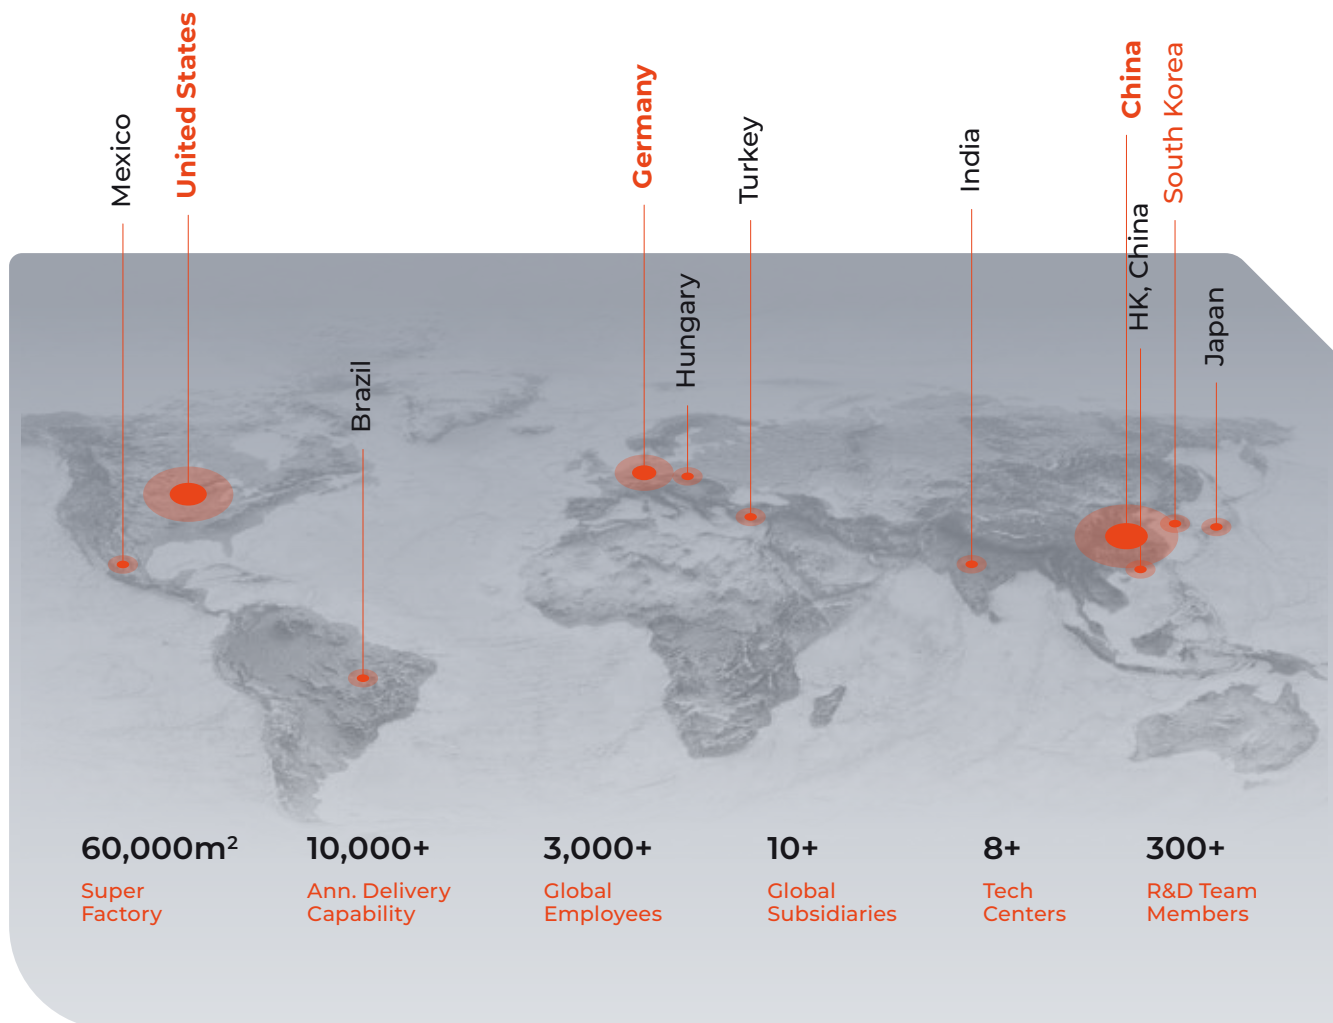 Mexico
United States
Germany
Turkey
India
China
South Korea
HK, China
Japan
Hungary
Brazil
60,000m²
Super
Factory
10,000+
Ann. Delivery
Capability
3,000+
Global
Employees
10+
Global
Subsidiaries
8+
Tech
Centers
300+
R&D Team
Members